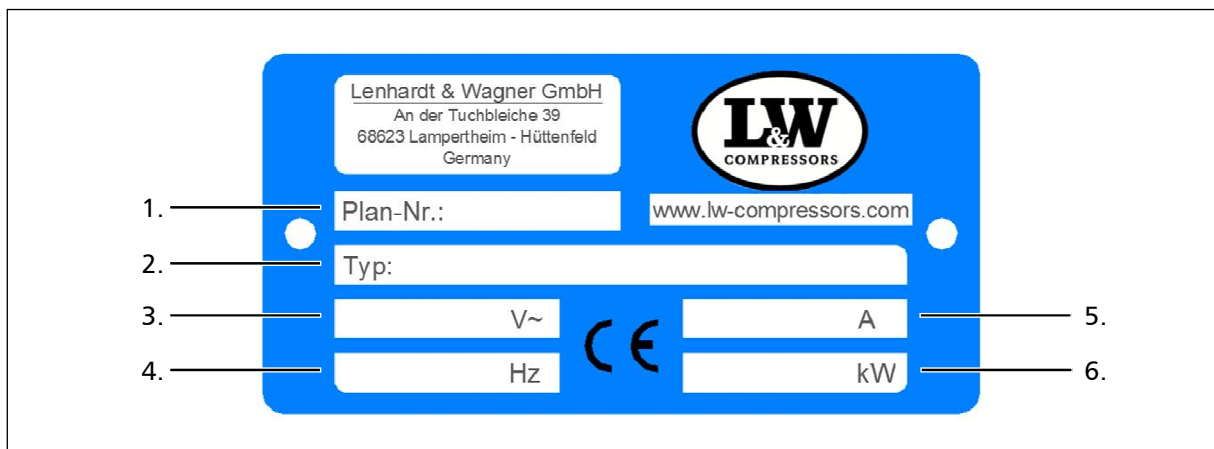 Lenhardt & Wagner GmbH
An der Tuchbleiche 39
68623 Lampertheim - Hüttenfeld
Germany
L&W
COMPRESSORS
1.
Plan-Nr.:
www.lw-compressors.com
2.
Typ:
3.
V~
CE
A
5.
4.
Hz
kW
6.